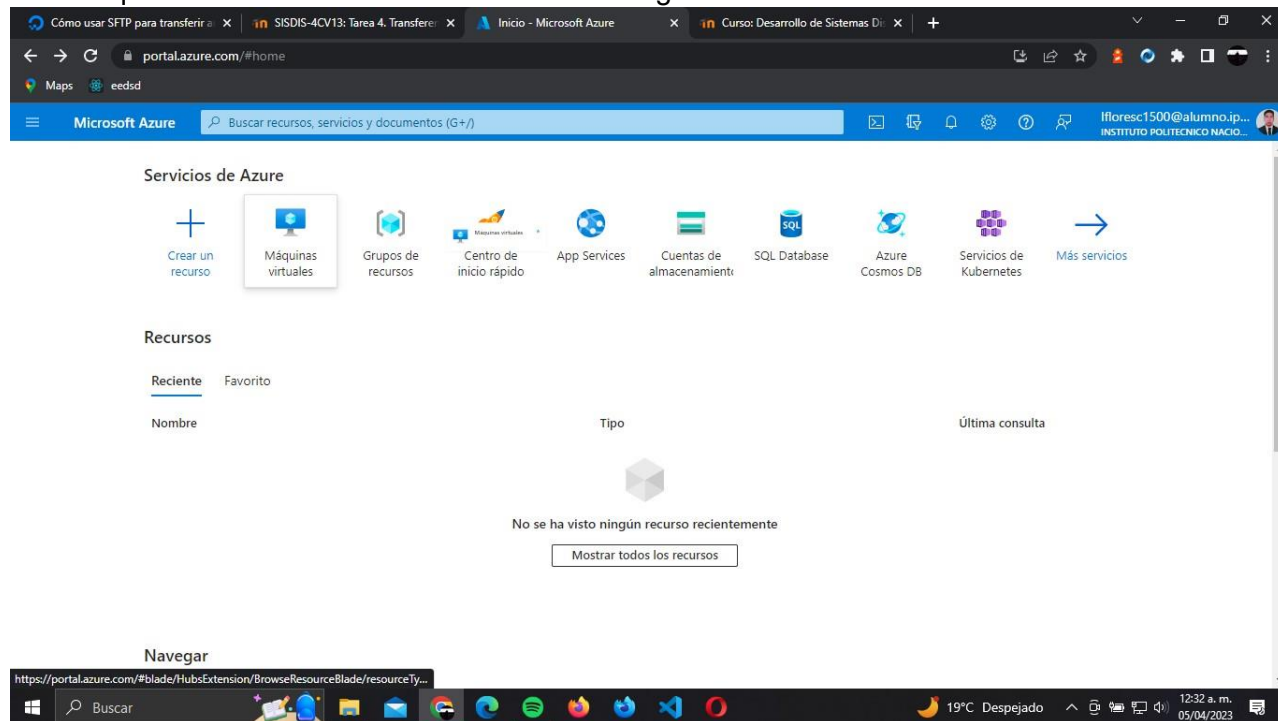 Cómo usar SFTP para transferir a
SISDIS-4CV13: Tarea 4. Transferen
Inicio - Microsoft Azure
Curso: Desarrollo de Sistemas Dis
portal.azure.com/#home
Maps eedsd
Microsoft Azure
Buscar recursos, servicios y documentos (G+/)
lfloresc1500@alumno.ip...
INSTITUTO POLITECNICO NACIO...
Servicios de Azure
Máquinas virtuales
SQL
Crear un recurso
Máquinas virtuales
Grupos de recursos
Centro de inicio rápido
App Services
Cuentas de almacenamiento
SQL Database
Azure Cosmos DB
Servicios de Kubernetes
Más servicios
Recursos
Reciente Favorito
Nombre Tipo Última consulta
No se ha visto ningún recurso recientemente
Mostrar todos los recursos
Navegar
https://portal.azure.com/#blade/HubsExtension/BrowseResourceBlade/resourceTy...
Buscar
19°C Despejado
12:32 a. m.
05/04/2023